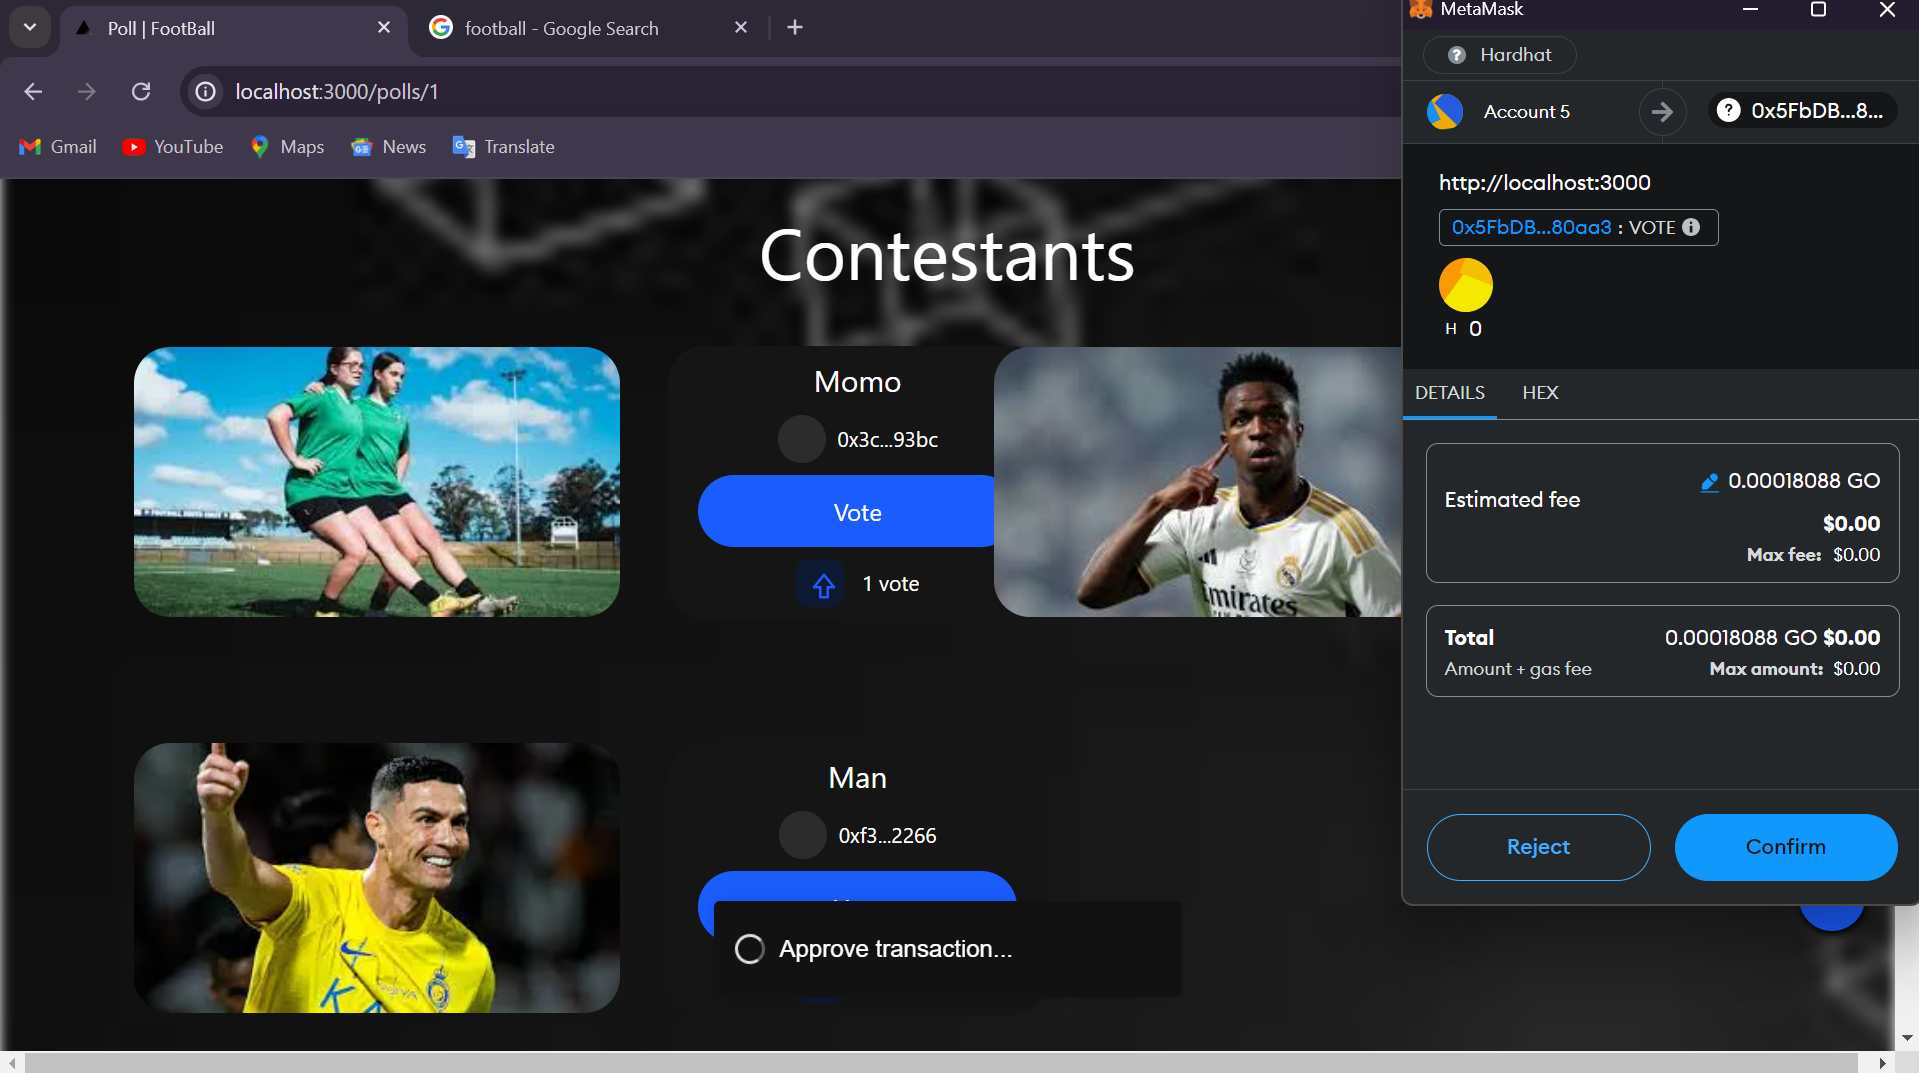 Poll | FootBall
football - Google Search
localhost:3000/polls/1
Gmail
YouTube
Maps
News
Translate
Contestants
Momo
0x3c...93bc
Vote
1 vote
Emirates
Man
0xf3...2266
Approve transaction...
MetaMask
Hardhat
Account 5
0x5FbDB...8...
http://localhost:3000
0x5FbDB...80aa3 : VOTE
H 0
DETAILS
HEX
Estimated fee
0.00018088 GO
$0.00
Max fee: $0.00
Total
0.00018088 GO $0.00
Amount + gas fee
Max amount: $0.00
Reject
Confirm